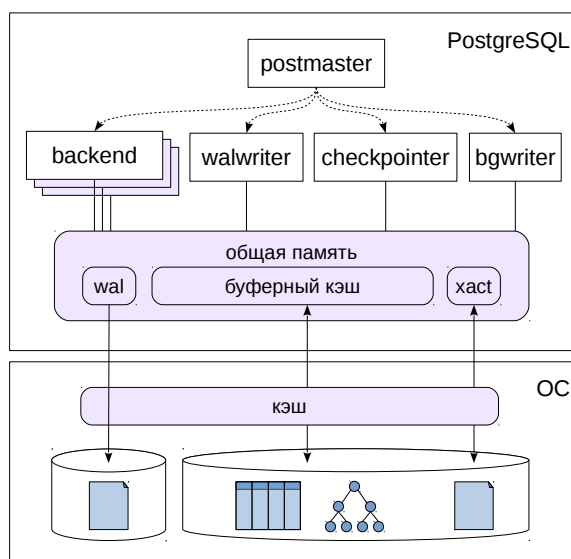 PostgreSQL
postmaster
backend
walwriter
checkpointer
bgwriter
общая память
wal
буферный кэш
xact
ОС
кэш